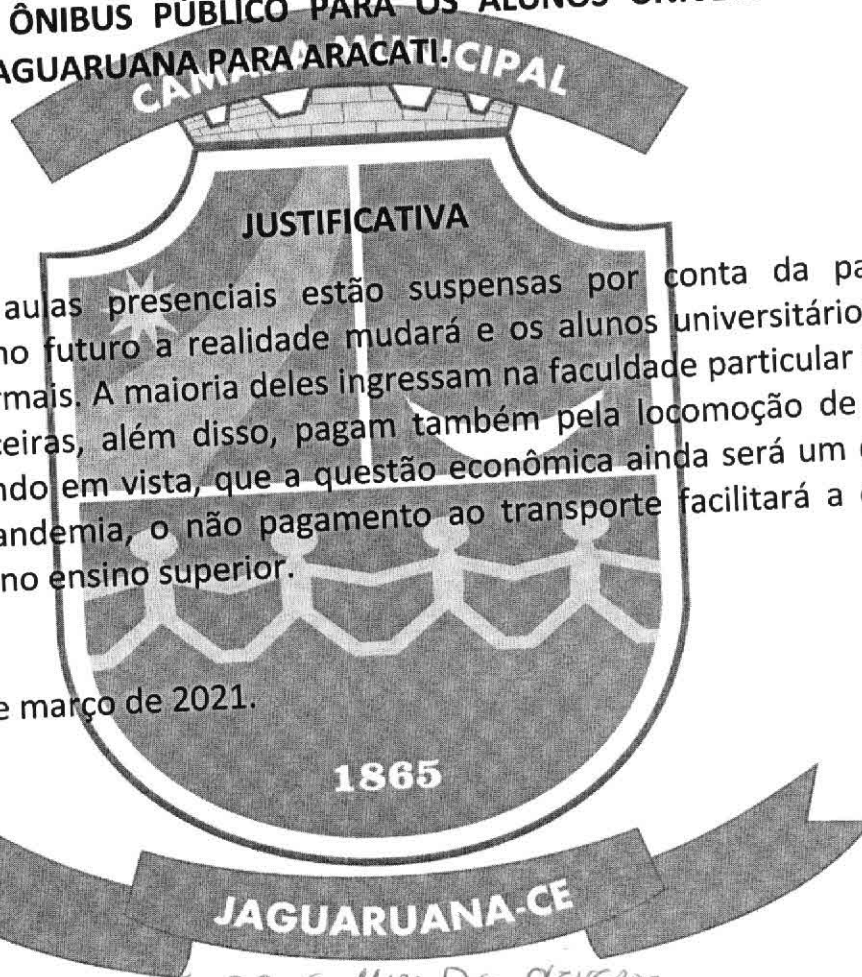 ÔNIBUS PÚBLICO PARA OS ALUNOS
AGUARUANA PARA ARACATI.
CÂMARA MUNICIPAL
JUSTIFICATIVA
aulas presenciais estão suspensas por conta da pa
no futuro a realidade mudará e os alunos universitário
rmais. A maioria deles ingressam na faculdade particular
ceiras, além disso, pagam também pela locomoção de
ndo em vista, que a questão econômica ainda será um
andemia, o não pagamento ao transporte facilitará a
no ensino superior.
e março de 2021.
1865
JAGUARUANA-CE